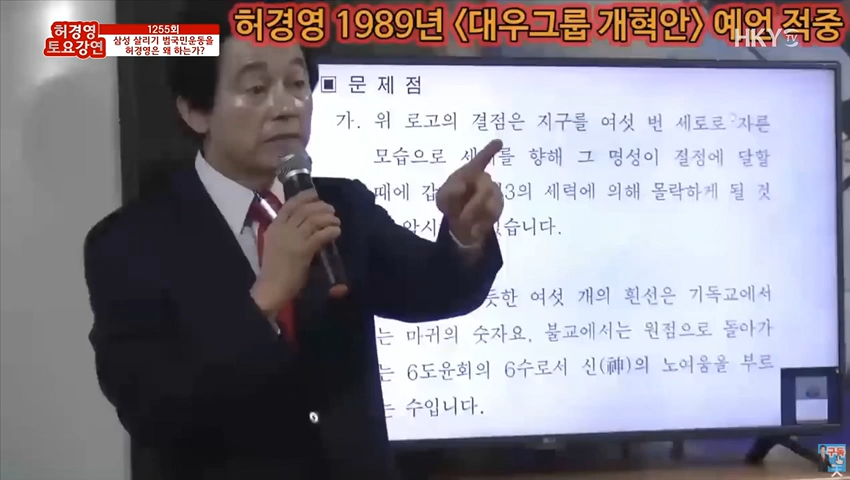 허경영 1989년 <대우그룹 개혁안> 예언 적중
HKY TV
허경영
토요강연
1255회
삼성 살리기 범국민운동을
허경영은 왜 하는가?
▣ 문 제 점
가. 위 로고의 결점은 지구를 여섯 번 세로로 자른
모습으로 향해 그 명성이 절정에 달할
때에 세력에 의해 몰락하게 될 것
있습니다.
여섯 개의 흰선은 기독교에서
는 마귀의 숫자요, 불교에서는 원점으로 돌아가
는 6도윤회의 6수로서 신(神)의 노여움을 부르
는 수입니다.
LG